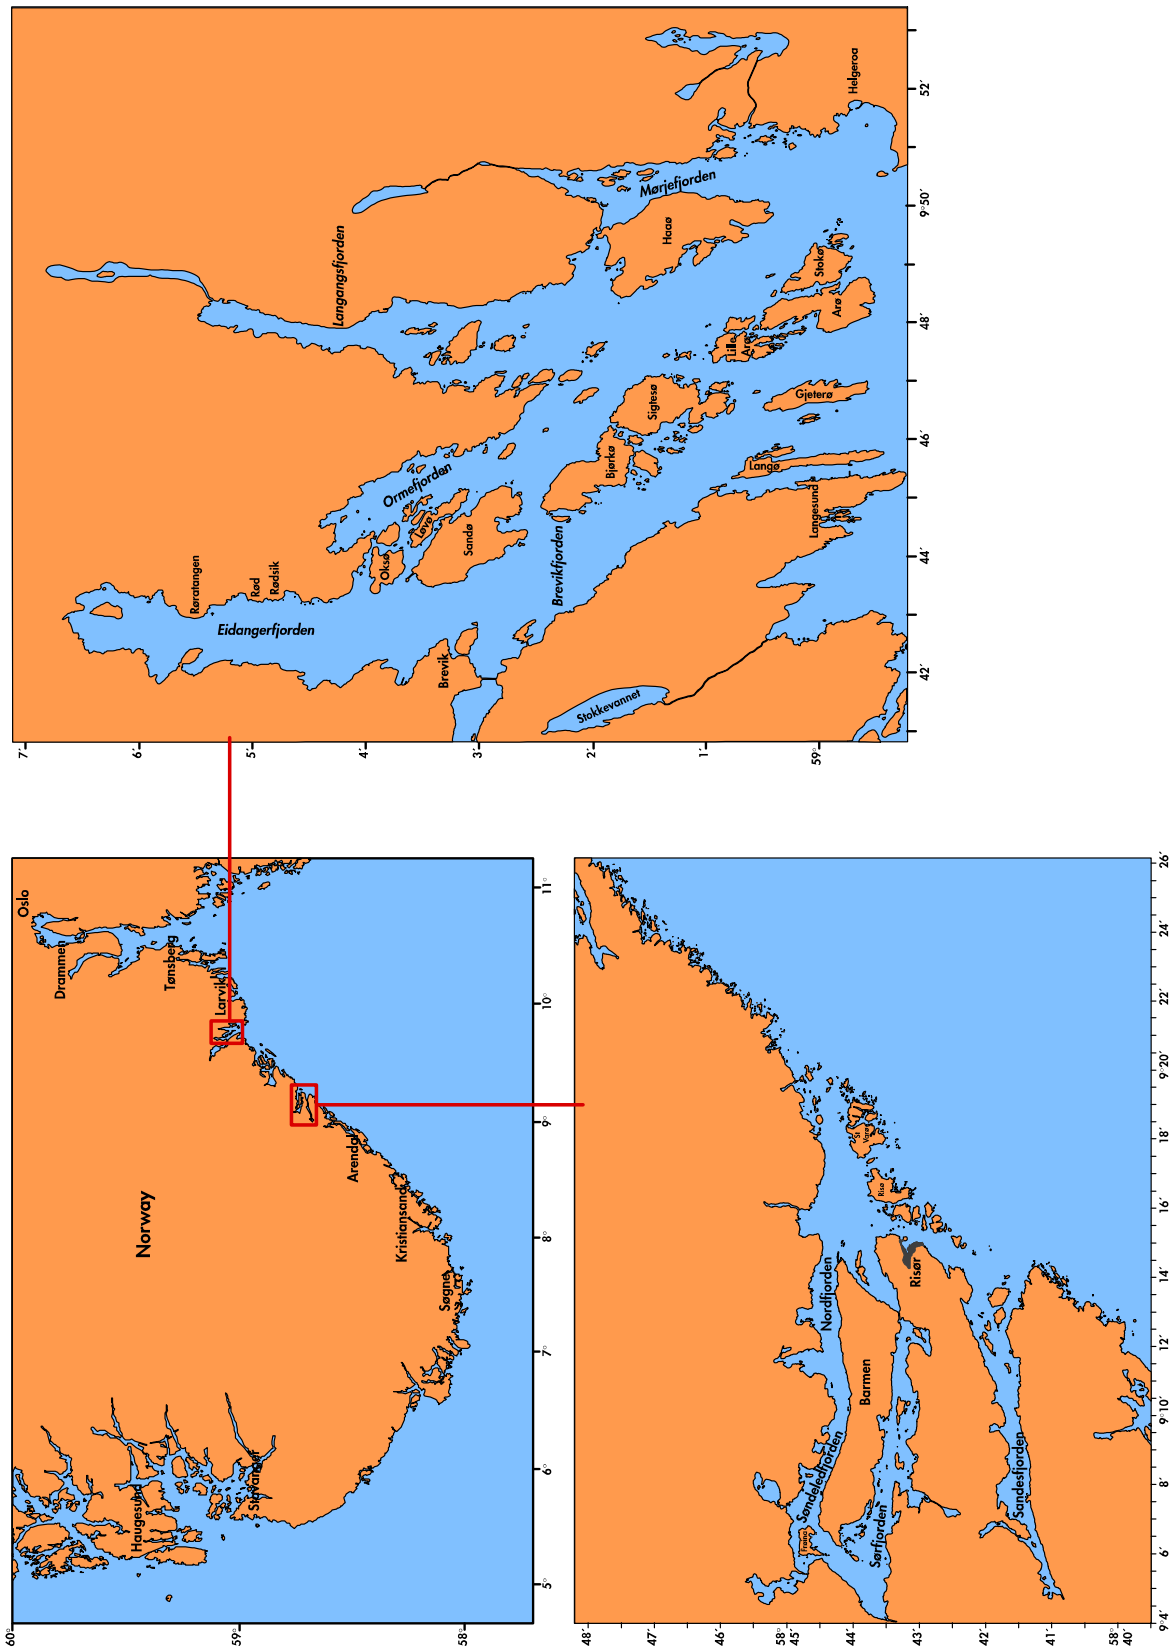 Helgeroa
52′
9°50′
48′
46′
44′
42′
Mørjefjorden
Haaø
Stokø
Arø
Lille
Arø
Gjeterø
Langø
Langesund
Sigtesø
Bjørkø
Langangsfjorden
Ormefjorden
Løvø
Sandø
Oksø
Brevikfjorden
Røratangen
Rød
Rødsik
Eidangerfjorden
Brevik
Stokkevannet
7′
6′
5′
4′
3′
2′
1′
59°
Oslo
Drammen
Tønsberg
Larvik
Arendal
Kristiansand
Søgne
Norway
Stavanger
Haugesund
11°
10°
9°
8°
7°
6°
5°
60°
59°
58°
26′
24′
22′
9°20′
18′
16′
14′
12′
9°10′
8′
6′
9°4′
St
Varø
Risø
Risør
Nordfjorden
Barmen
Søndeledfjorden
Sørfjorden
Sandesfjorden
48′
47′
46′
58°
45′
44′
43′
42′
41′
58°
40′